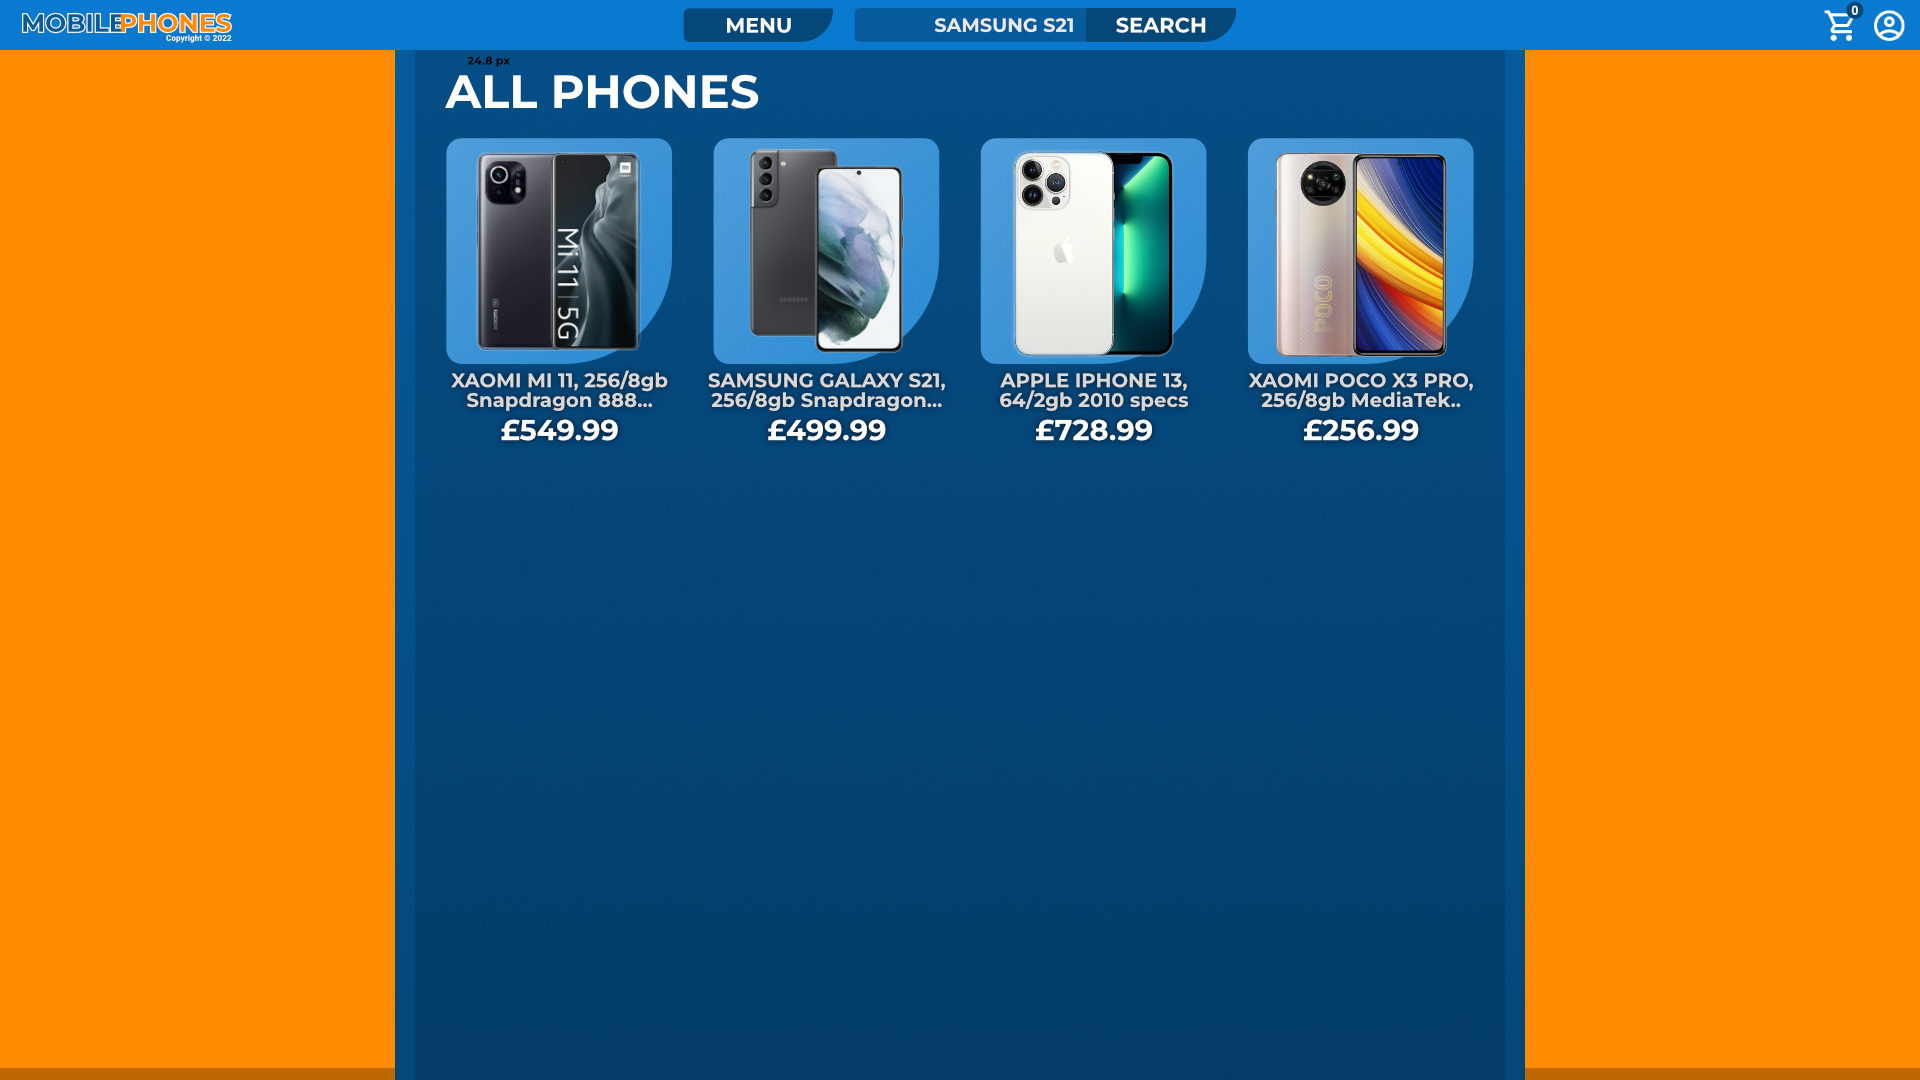 MOBILEPHONES
Copyright © 2022
MENU
SAMSUNG S21
SEARCH
0
24.8 px
ALL PHONES
Mi 11 | 5G
SAMSUNG
POCO
XAOMI MI 11, 256/8gb
Snapdragon 888...
£549.99
SAMSUNG GALAXY S21,
256/8gb Snapdragon...
£499.99
APPLE IPHONE 13,
64/2gb 2010 specs
£728.99
XAOMI POCO X3 PRO,
256/8gb MediaTek..
£256.99